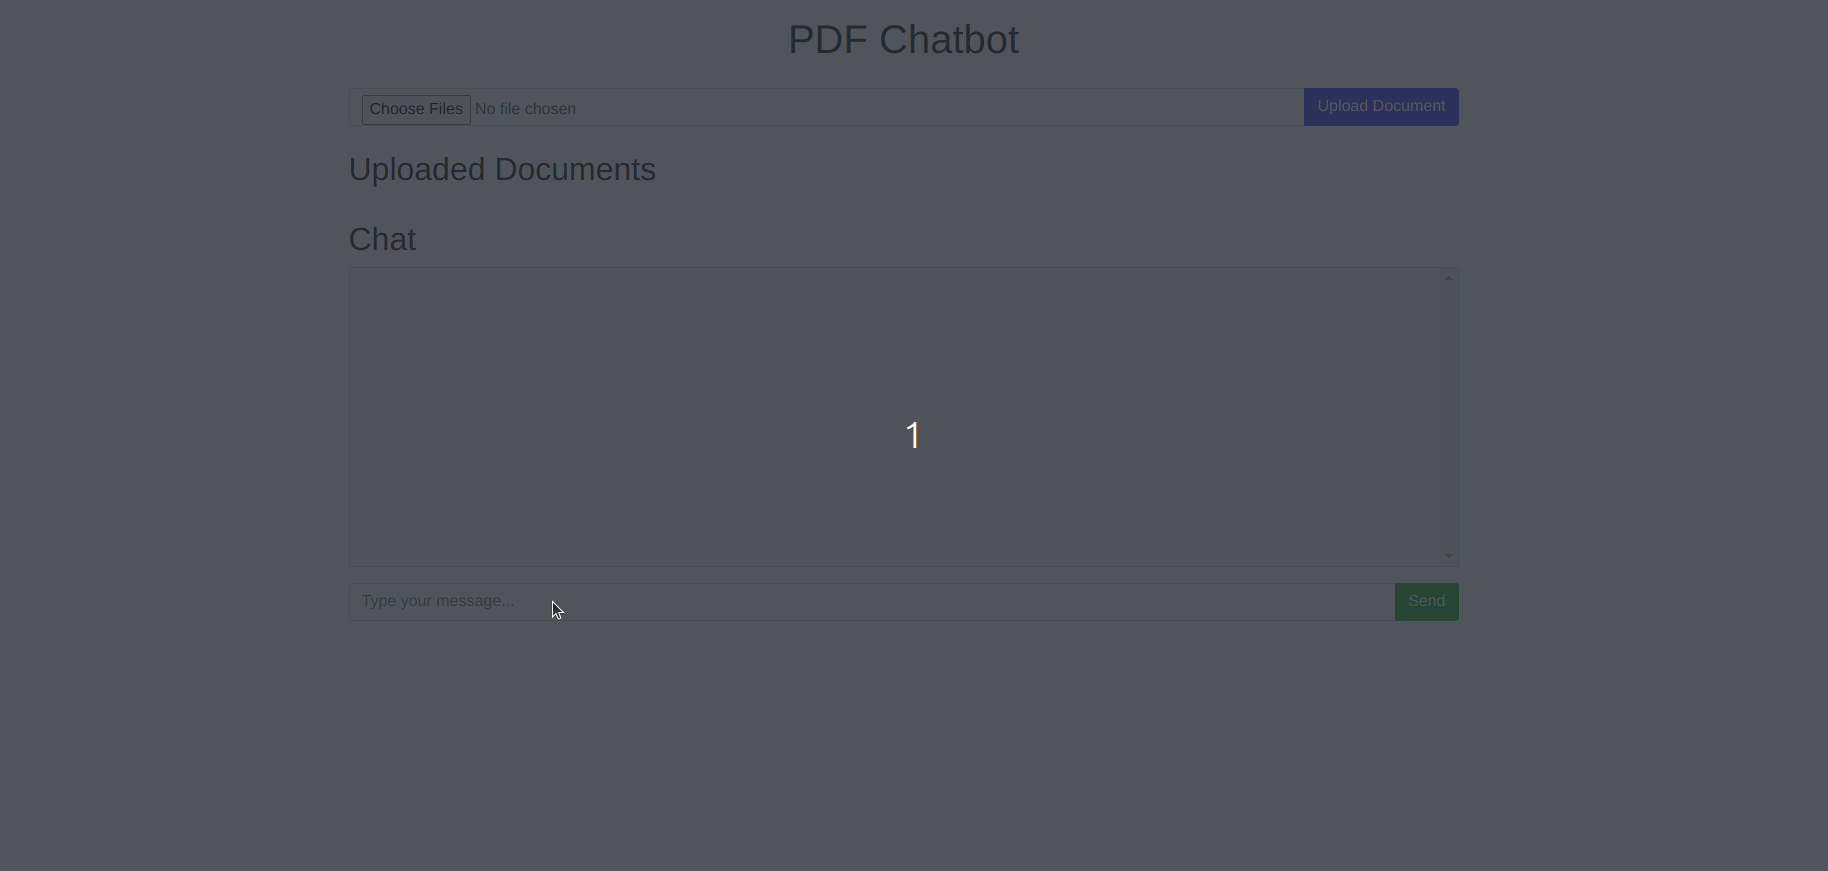 PDF Chatbot
Choose Files No file chosen
Upload Document
Uploaded Documents
Chat
1
Type your message...
Send